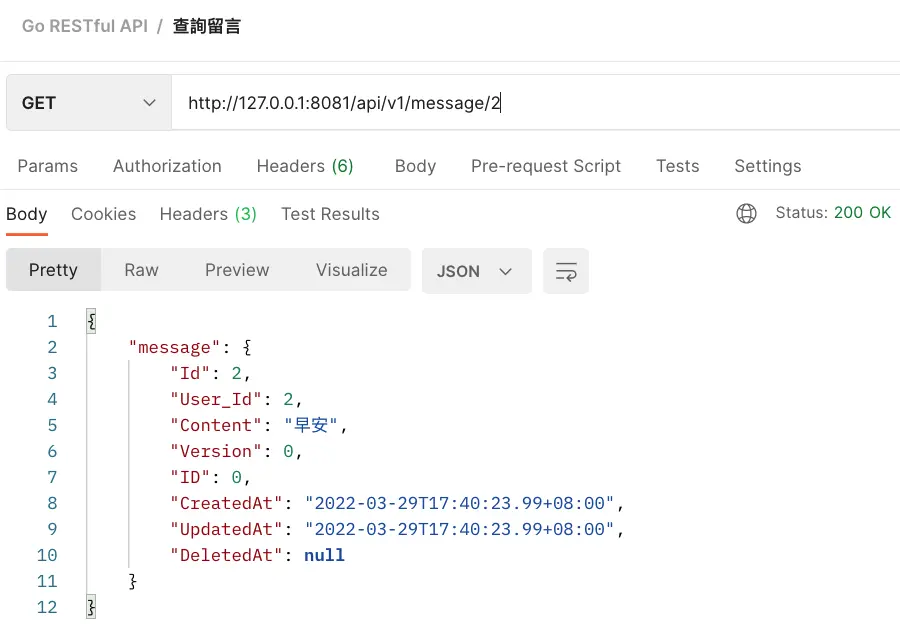 Go RESTful API / 查詢留言
GET http://127.0.0.1:8081/api/v1/message/2
Params Authorization Headers (6) Body Pre-request Script Tests Settings
Body Cookies Headers (3) Test Results Status: 200 OK
Pretty Raw Preview Visualize JSON
1 {
2 "message": {
3 "Id": 2,
4 "User_Id": 2,
5 "Content": "早安",
6 "Version": 0,
7 "ID": 0,
8 "CreatedAt": "2022-03-29T17:40:23.99+08:00",
9 "UpdatedAt": "2022-03-29T17:40:23.99+08:00",
10 "DeletedAt": null
11 }
12 }